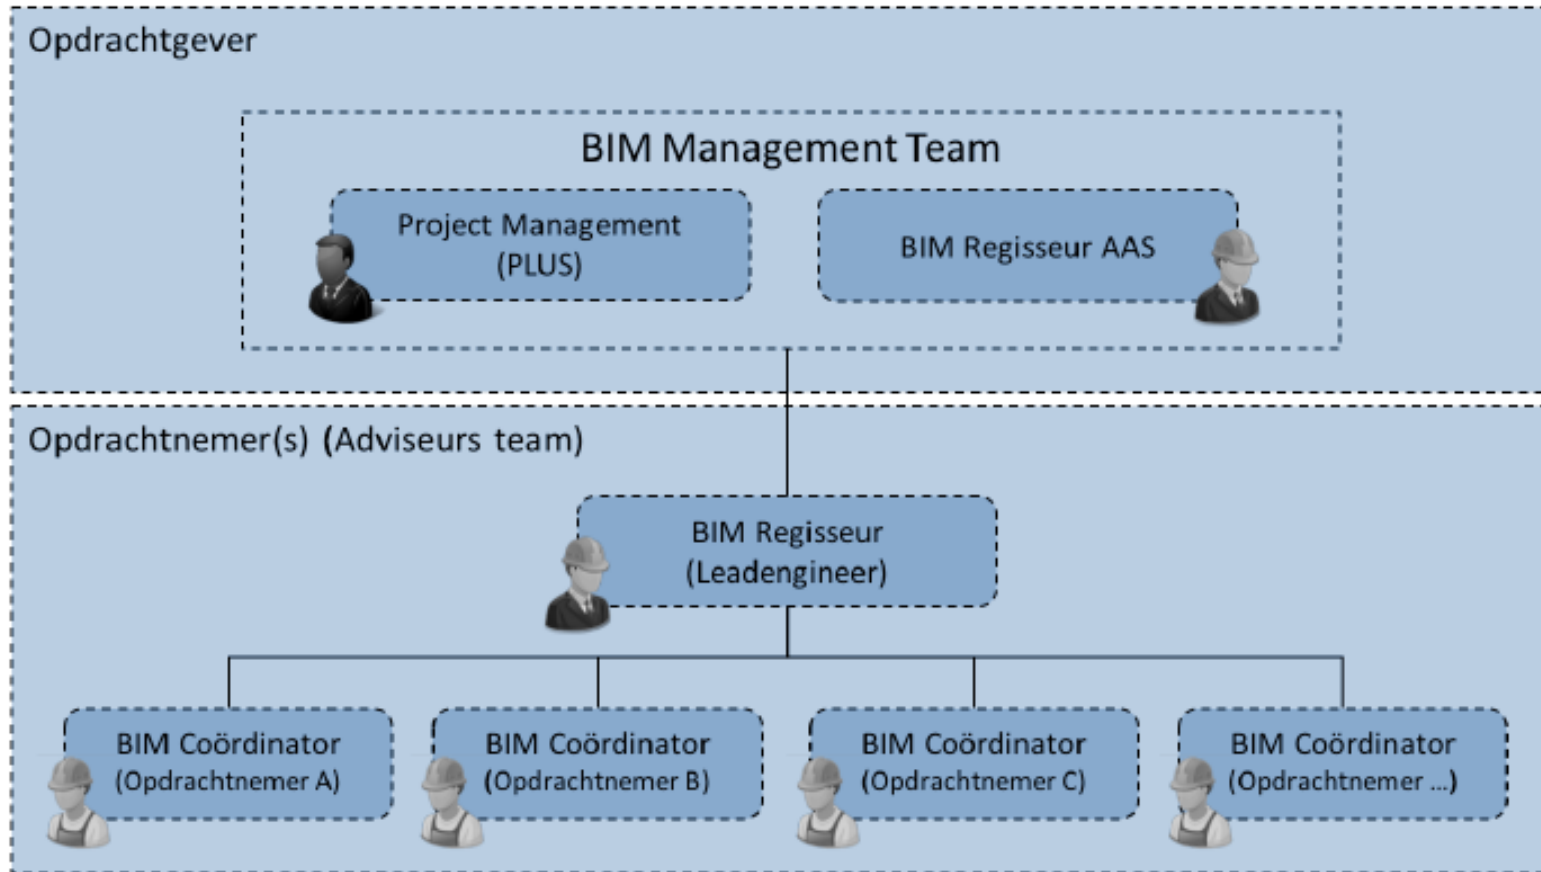 Opdrachtgever
BIM Management Team
Project Management
(PLUS)
BIM Regisseur AAS
Opdrachtnemer(s) (Adviseurs team)
BIM Regisseur
(Leadengineer)
BIM Coördinator
(Opdrachtnemer A)
BIM Coördinator
(Opdrachtnemer B)
BIM Coördinator
(Opdrachtnemer C)
BIM Coördinator
(Opdrachtnemer ...)